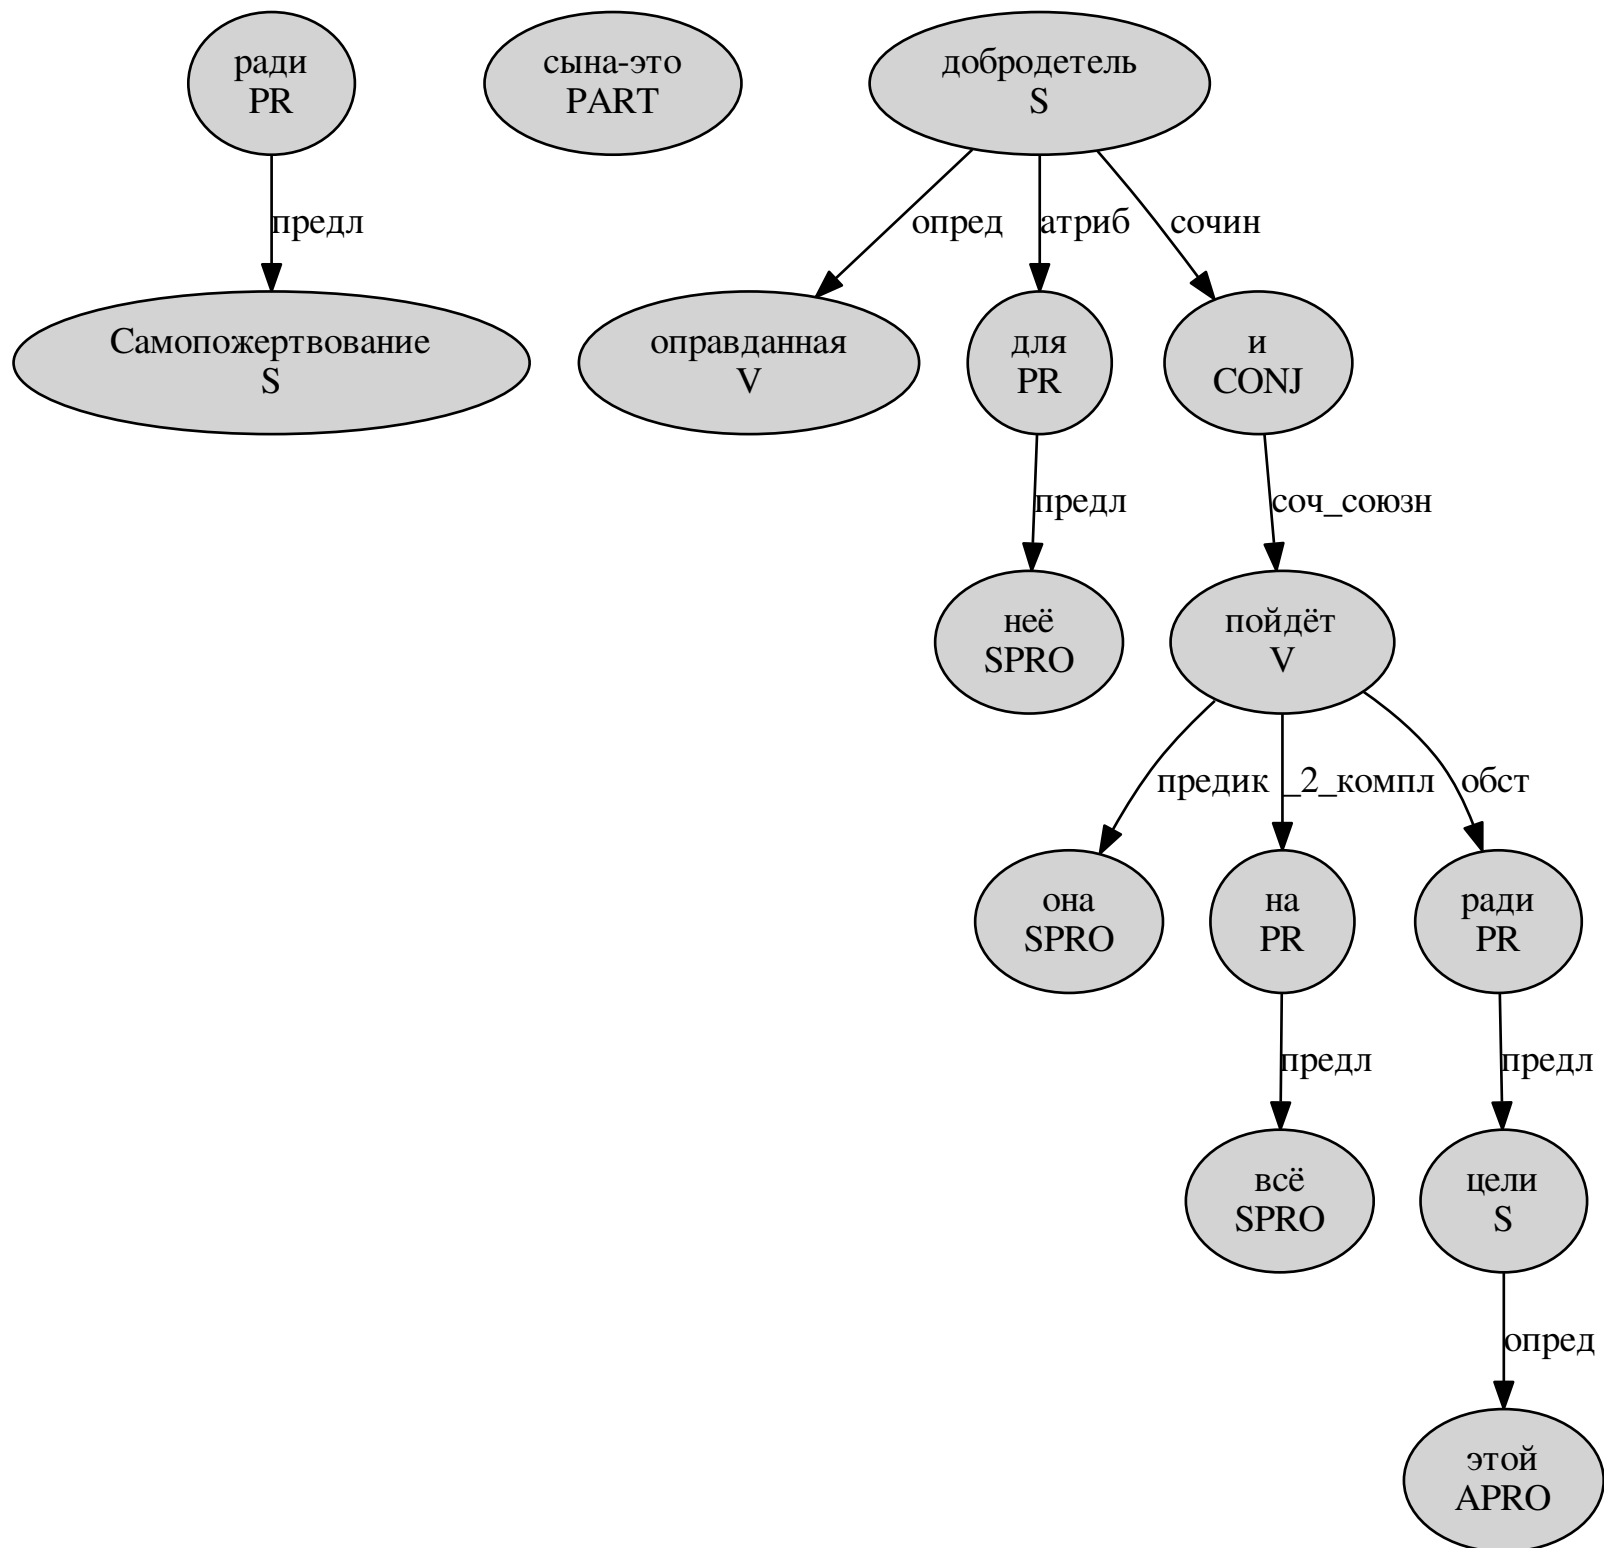 ради
PR
сына-это
PART
добродетель
S
предл
опред
атриб
сочин
Самопожертвование
S
оправданная
V
для
PR
и
CONJ
предл
соч_союзн
неё
SPRO
пойдёт
V
предик
_2_компл
обст
она
SPRO
на
PR
ради
PR
предл
предл
всё
SPRO
цели
S
опред
этой
APRO